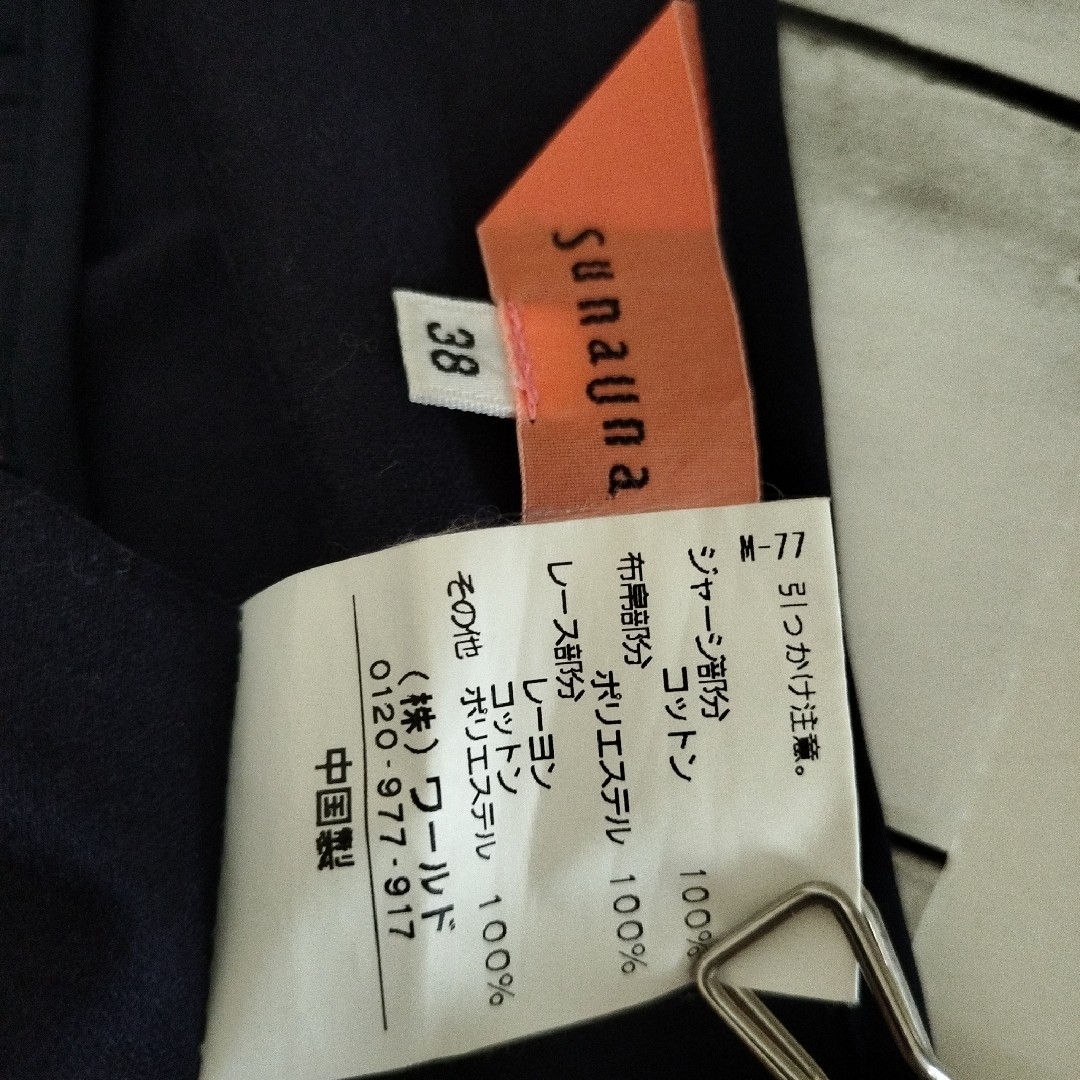 sunauna
38
M-77
引っかけ注意。
ジャージ部分
コットン 100%
布帛部分
ポリエステル 100%
レース部分
レーヨン
コットン
その他 ポリエステル 100%
(株)ワールド
0120-977-917
中国製